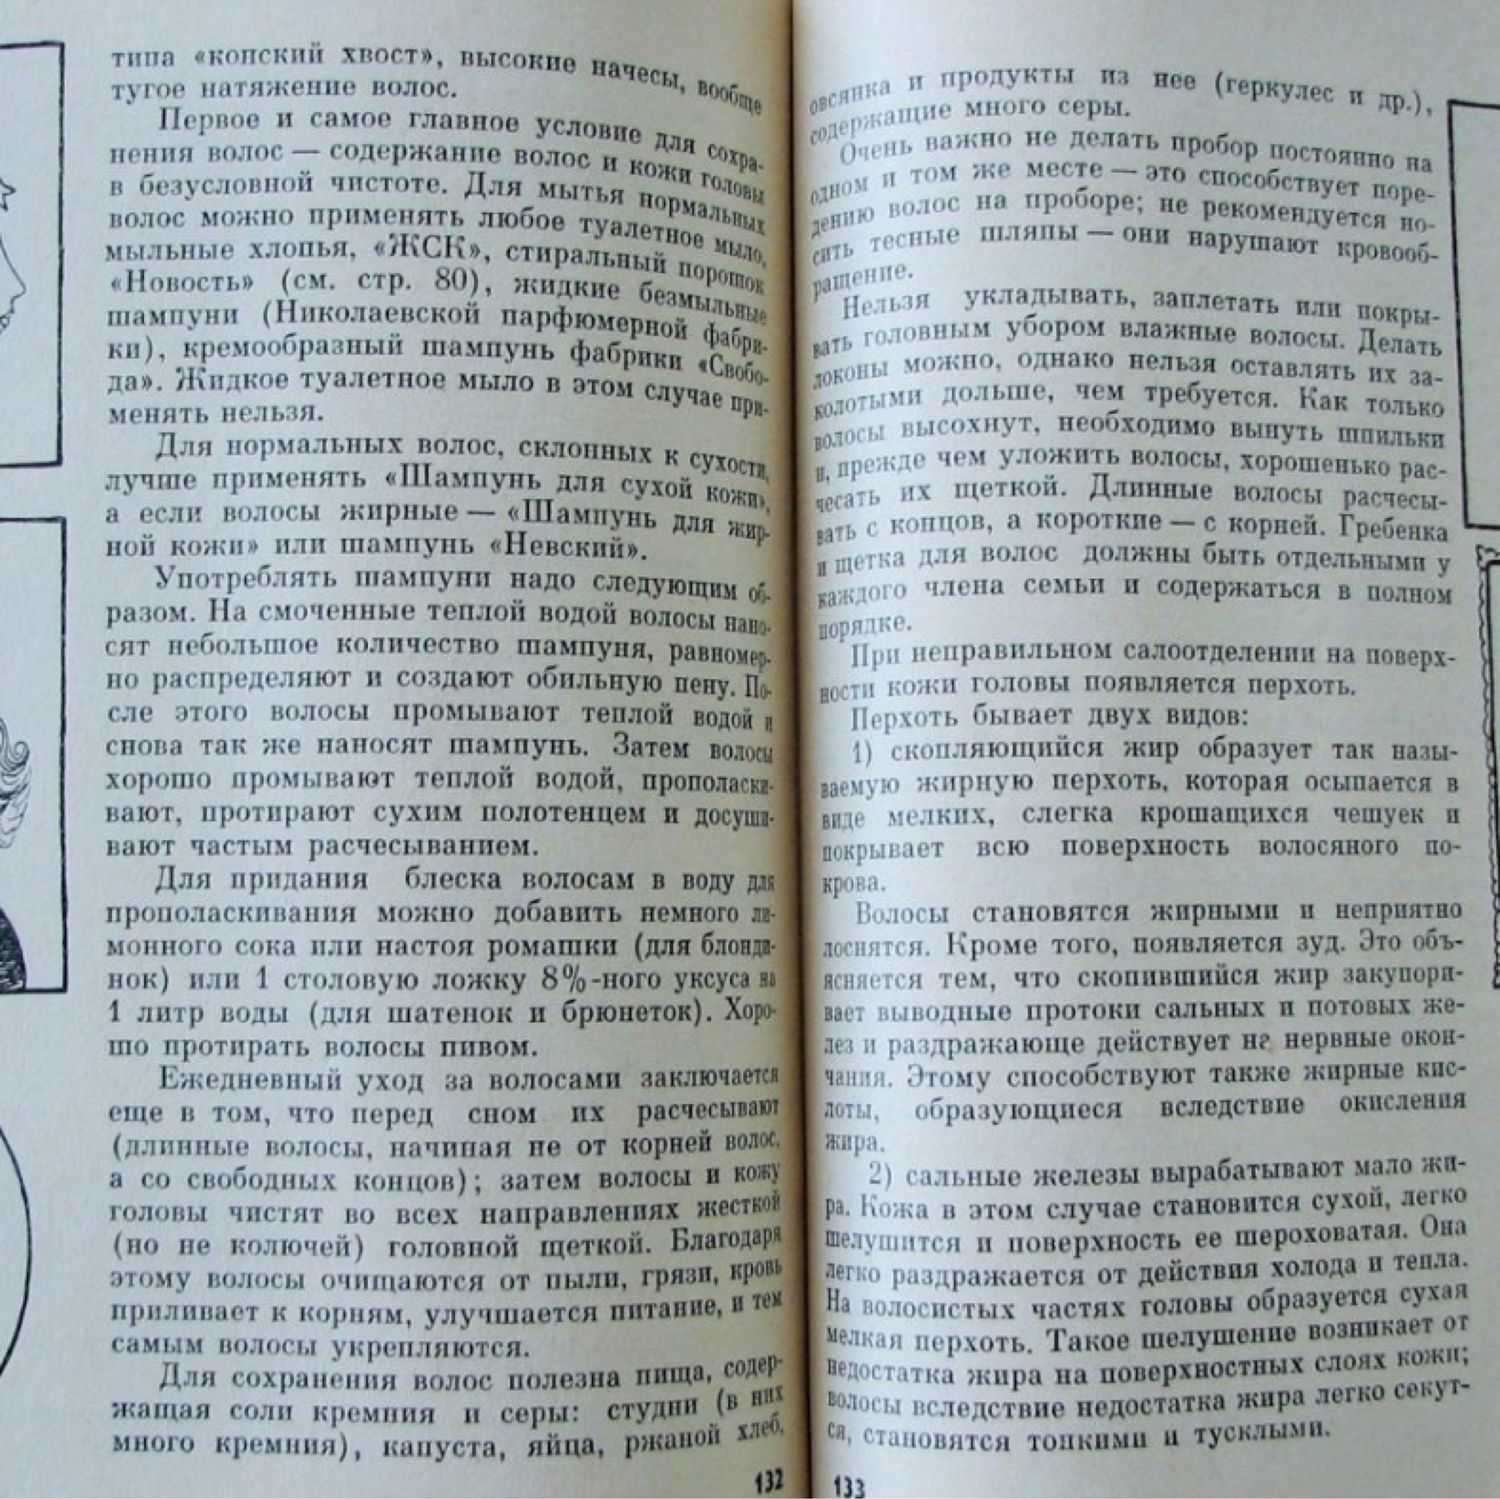 типа «конский хвост», высокие начесы, вообще
тугое натяжение волос.
Первое и самое главное условие для сохра-
нения волос — содержание волос и кожи головы
в безусловной чистоте. Для мытья нормальных
волос можно применять любое туалетное мыло,
мыльные хлопья, «ЖСК», стиральный порошок
«Новость» (см. стр. 80), жидкие безмыльные
шампуни (Николаевской парфюмерной фабри-
ки), кремообразный шампунь фабрики «Свобо-
да». Жидкое туалетное мыло в этом случае при-
менять нельзя.
Для нормальных волос, склонных к сухости,
лучше применять «Шампунь для сухой кожи»,
а если волосы жирные — «Шампунь для жир-
ной кожи» или шампунь «Невский».
Употреблять шампуни надо следующим об-
разом. На смоченные теплой водой волосы нано-
сят небольшое количество шампуня, равномер-
но распределяют и создают обильную пену. По-
сле этого волосы промывают теплой водой и
снова так же наносят шампунь. Затем волосы
хорошо промывают теплой водой, прополаски-
вают, протирают сухим полотенцем и досуши-
вают частым расчесыванием.
Для придания блеска волосам в воду для
прополаскивания можно добавить немного ли-
монного сока или настоя ромашки (для блонди-
нок) или 1 столовую ложку 8%-ного уксуса на
1 литр воды (для шатенок и брюнеток). Хоро-
шо протирать волосы пивом.
Ежедневный уход за волосами заключается
еще в том, что перед сном их расчесывают
(длинные волосы, начиная не от корней волос,
а со свободных концов); затем волосы и кожу
головы чистят во всех направлениях жесткой
(но не колючей) головной щеткой. Благодаря
этому волосы очищаются от пыли, грязи, кровь
приливает к корням, улучшается питание, и тем
самым волосы укрепляются.
Для сохранения волос полезна пища, содер-
жащая соли кремния и серы: студни (в них
много кремния), капуста, яйца, ржаной хлеб,
132
овсянка и продукты из нее (геркулес и др.),
содержащие много серы.
Очень важно не делать пробор постоянно на
одном и том же месте — это способствует поре-
дению волос на проборе; не рекомендуется но-
сить тесные шляпы — они нарушают кровооб-
ращение.
Нельзя укладывать, заплетать или покры-
вать головным убором влажные волосы. Делать
локоны можно, однако нельзя оставлять их за-
колотыми дольше, чем требуется. Как только
волосы высохнут, необходимо вынуть шпильки
и, прежде чем уложить волосы, хорошенько рас-
чесать их щеткой. Длинные волосы расчесы-
вать с концов, а короткие — с корней. Гребенка
и щетка для волос должны быть отдельными у
каждого члена семьи и содержаться в полном
порядке.
При неправильном салоотделении на поверх-
ности кожи головы появляется перхоть.
Перхоть бывает двух видов:
1) скопляющийся жир образует так назы-
ваемую жирную перхоть, которая осыпается в
виде мелких, слегка крошащихся чешуек и
покрывает всю поверхность волосяного по-
крова.
Волосы становятся жирными и неприятно
лоснятся. Кроме того, появляется зуд. Это объ-
ясняется тем, что скопившийся жир закупори-
вает выводные протоки сальных и потовых же-
лез и раздражающе действует на нервные окон-
чания. Этому способствуют также жирные кис-
лоты, образующиеся вследствие окисления
жира.
2) сальные железы вырабатывают мало жи-
ра. Кожа в этом случае становится сухой, легко
шелушится и поверхность ее шероховатая. Она
легко раздражается от действия холода и тепла.
На волосистых частях головы образуется сухая
мелкая перхоть. Такое шелушение возникает от
недостатка жира на поверхностных слоях кожи;
волосы вследствие недостатка жира легко секут-
ся, становятся тонкими и тусклыми.
133